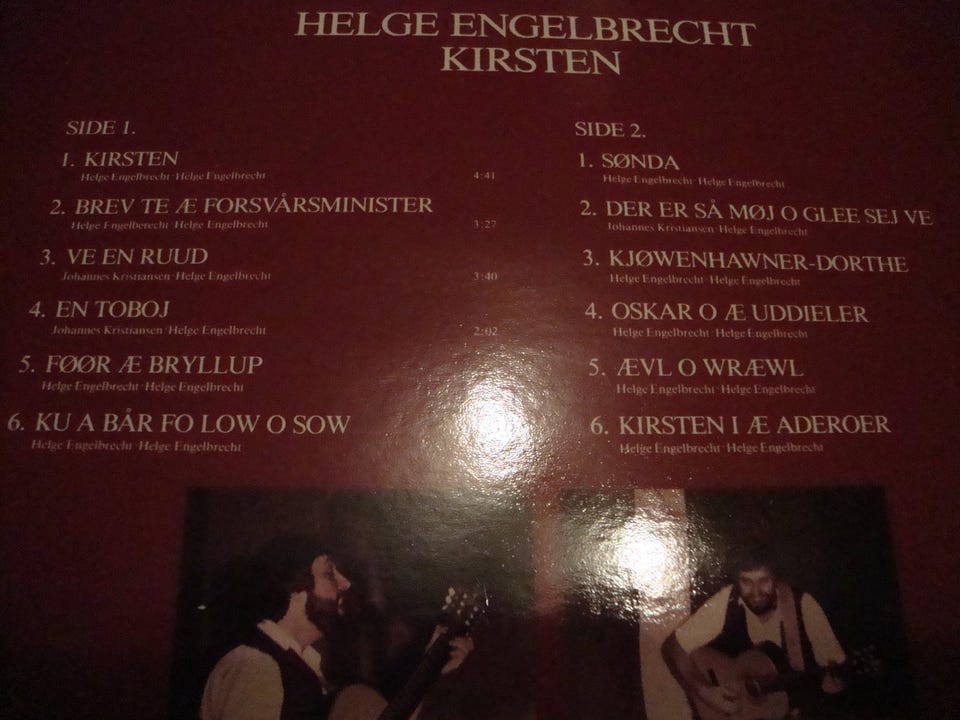 HELGE ENGELBRECHT
KIRSTEN
SIDE 1.
1. KIRSTEN
Helge Engelbrecht·Helge Engelbrecht 4:41
2. BREV TE Æ FORSVÅRSMINISTER
Helge Engelberecht·Helge Engelbrecht 3:27
3. VE EN RUUD
Johannes Kristiansen·Helge Engelbrecht 3:40
4. EN TOBOJ
Johannes Kristiansen·Helge Engelbrecht 2:02
5. FØØR Æ BRYLLUP
Helge Engelbrecht·Helge Engelbrecht
6. KU A BÅR FO LOW O SOW
Helge Engelbrecht·Helge Engelbrecht
SIDE 2.
1. SØNDA
Helge Engelbrecht·Helge Engelbrecht
2. DER ER SÅ MØJ O GLEE SEJ VE
Johannes Kristiansen·Helge Engelbrecht
3. KJØWENHAWNER-DORTHE
Helge Engelbrecht·Helge Engelbrecht
4. OSKAR O Æ UDDIELER
Helge Engelbrecht·Helge Engelbrecht
5. ÆVL O WRÆWL
Helge Engelbrecht·Helge Engelbrecht
6. KIRSTEN I Æ ADEROER
Helge Engelbrecht·Helge Engelbrecht